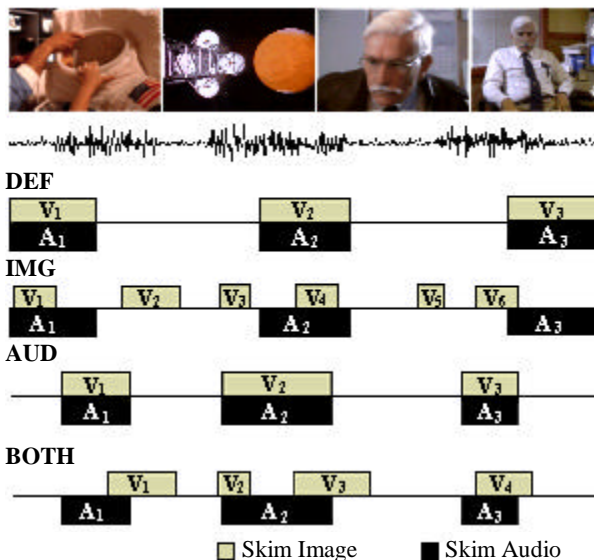 DEF
V1 V2 V3
A1 A2 A3
IMG
V1 V2 V3 V4 V5 V6
A1 A2 A3
AUD
V1 V2 V3
A1 A2 A3
BOTH
V1 V2 V3 V4
A1 A2 A3
Skim Image Skim Audio